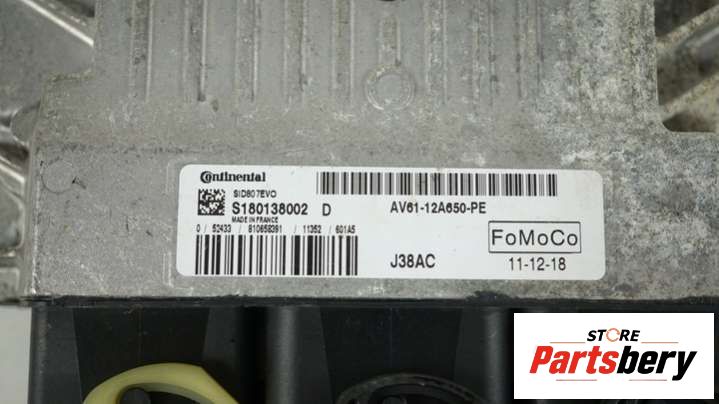 Continental
SID807EVO
S180138002 D
MADE IN FRANCE
0 / 52433 / 810658391 / 11352 / 601A5
AV61-12A650-PE
J38AC
FoMoCo
11-12-18
STORE
Partsbery